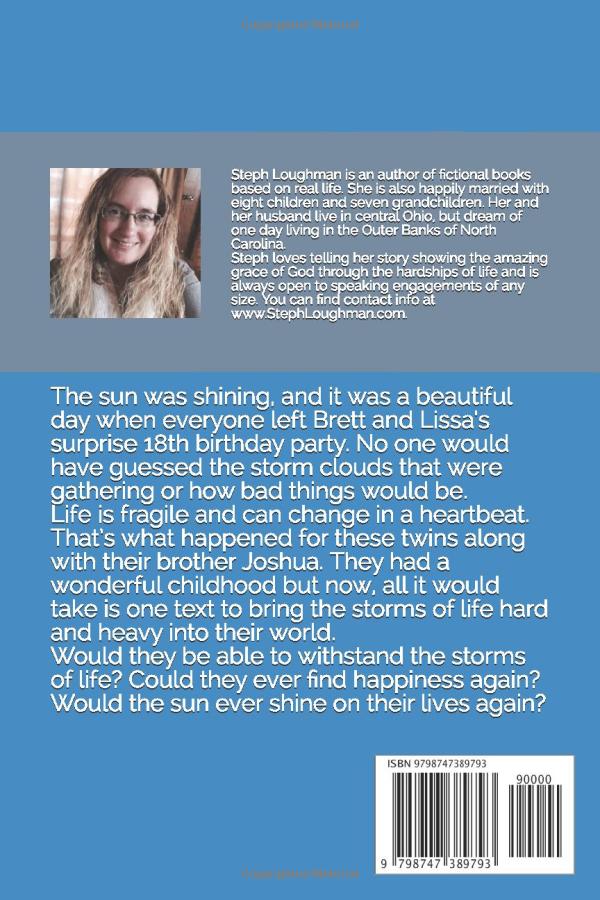 Copyrighted Material
Steph Loughman is an author of fictional books
based on real life. She is also happily married with
eight children and seven grandchildren. Her and
her husband live in central Ohio, but dream of
one day living in the Outer Banks of North
Carolina.
Steph loves telling her story showing the amazing
grace of God through the hardships of life and is
always open to speaking engagements of any
size. You can find contact info at
www.StephLoughman.com.
The sun was shining, and it was a beautiful
day when everyone left Brett and Lissa's
surprise 18th birthday party. No one would
have guessed the storm clouds that were
gathering or how bad things would be.
Life is fragile and can change in a heartbeat.
That's what happened for these twins along
with their brother Joshua. They had a
wonderful childhood but now, all it would
take is one text to bring the storms of life hard
and heavy into their world.
Would they be able to withstand the storms
of life? Could they ever find happiness again?
Would the sun ever shine on their lives again?
ISBN 9798747389793
90000
9 798747 389793
Copyrighted Material